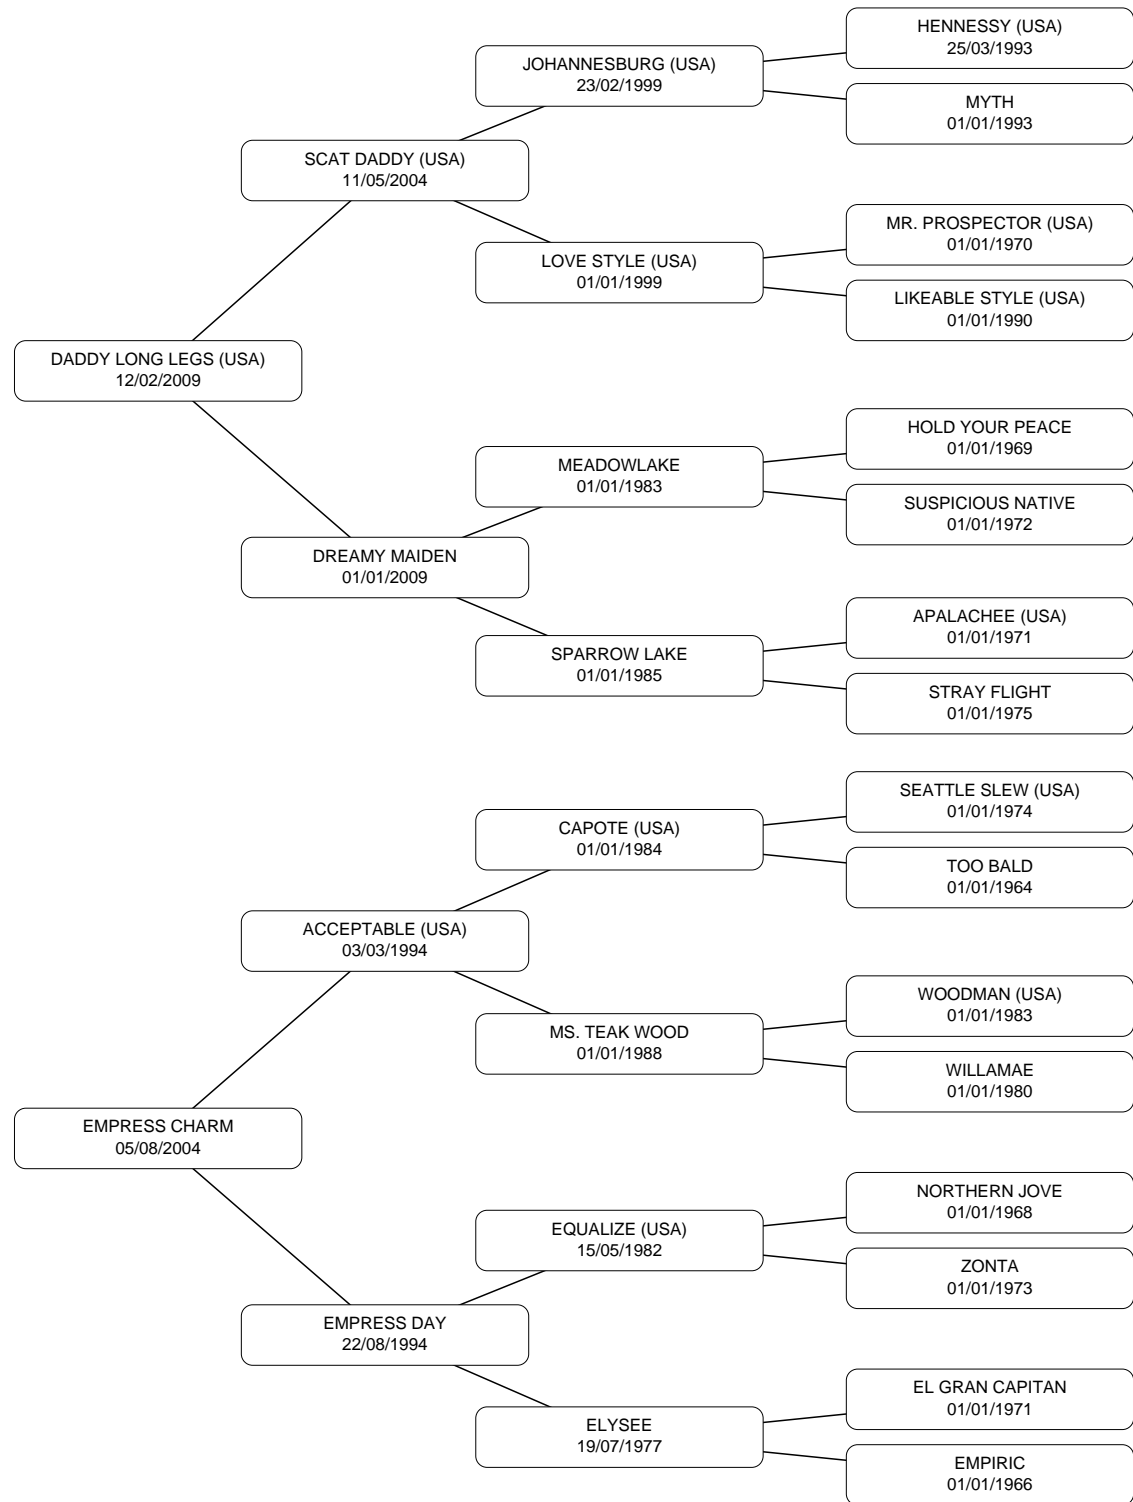 HENNESSY (USA)
25/03/1993
JOHANNESBURG (USA)
23/02/1999
MYTH
01/01/1993
SCAT DADDY (USA)
11/05/2004
MR. PROSPECTOR (USA)
01/01/1970
LOVE STYLE (USA)
01/01/1999
LIKEABLE STYLE (USA)
01/01/1990
DADDY LONG LEGS (USA)
12/02/2009
HOLD YOUR PEACE
01/01/1969
MEADOWLAKE
01/01/1983
SUSPICIOUS NATIVE
01/01/1972
DREAMY MAIDEN
01/01/2009
APALACHEE (USA)
01/01/1971
SPARROW LAKE
01/01/1985
STRAY FLIGHT
01/01/1975
SEATTLE SLEW (USA)
01/01/1974
CAPOTE (USA)
01/01/1984
TOO BALD
01/01/1964
ACCEPTABLE (USA)
03/03/1994
WOODMAN (USA)
01/01/1983
MS. TEAK WOOD
01/01/1988
WILLAMAE
01/01/1980
EMPRESS CHARM
05/08/2004
NORTHERN JOVE
01/01/1968
EQUALIZE (USA)
15/05/1982
ZONTA
01/01/1973
EMPRESS DAY
22/08/1994
EL GRAN CAPITAN
01/01/1971
ELYSEE
19/07/1977
EMPIRIC
01/01/1966